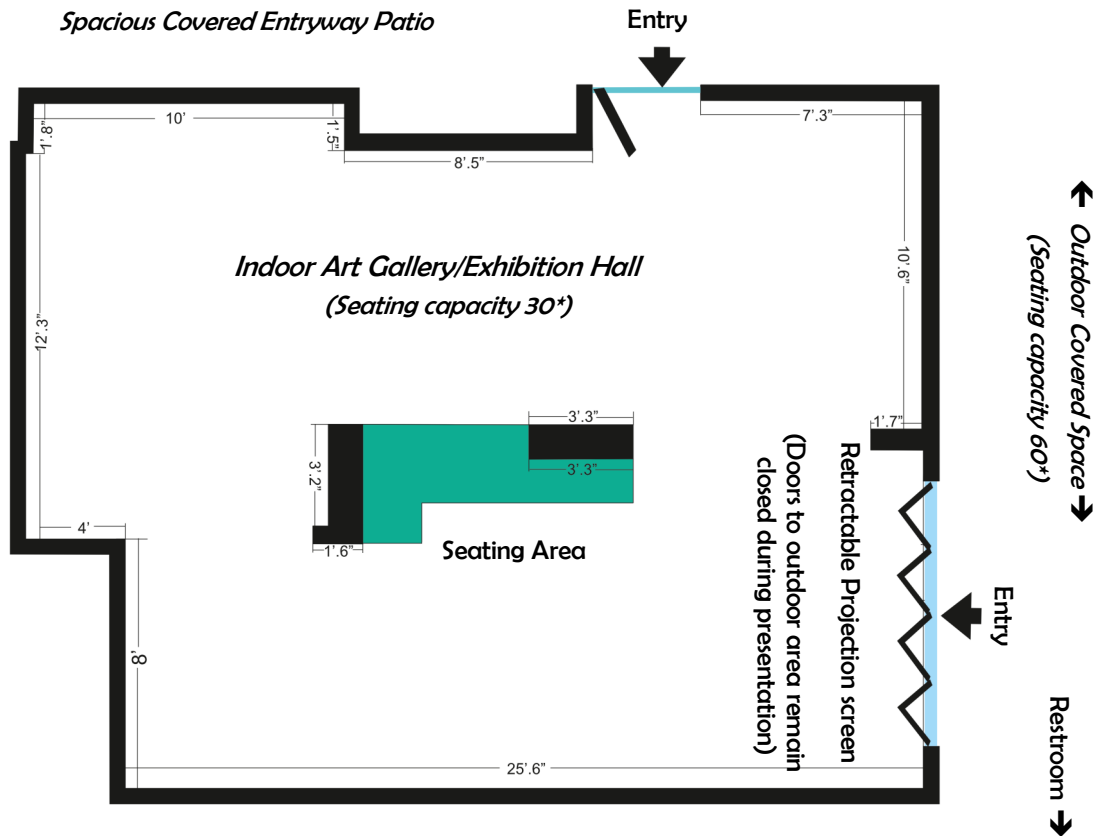 Spacious Covered Entryway Patio
Entry
10'
1'.8"
1'.5"
8'.5"
7'.3"
10'.6"
← Outdoor Covered Space →
(Seating capacity 60*)
Indoor Art Gallery/Exhibition Hall
(Seating capacity 30*)
12'.3"
3'.3"
3'.3"
3'.2"
1'.6"
1'.7"
Seating Area
Retractable Projection screen
(Doors to outdoor area remain
closed during presentation)
4'
8'
Entry
25'.6"
Restroom →